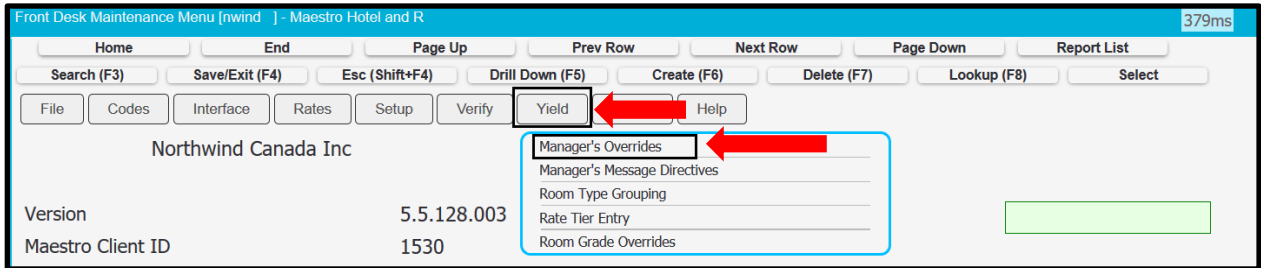 Front Desk Maintenance Menu [nwind ] - Maestro Hotel and R 379ms
Home End Page Up Prev Row Next Row Page Down Report List
Search (F3) Save/Exit (F4) Esc (Shift+F4) Drill Down (F5) Create (F6) Delete (F7) Lookup (F8) Select
File Codes Interface Rates Setup Verify Yield Help
Northwind Canada Inc
Manager's Overrides
Manager's Message Directives
Room Type Grouping
Version 5.5.128.003
Rate Tier Entry
Maestro Client ID 1530
Room Grade Overrides